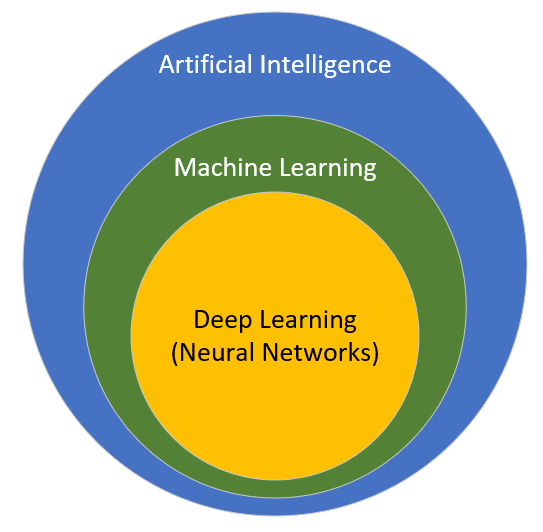 Artificial Intelligence
Machine Learning
Deep Learning
(Neural Networks)